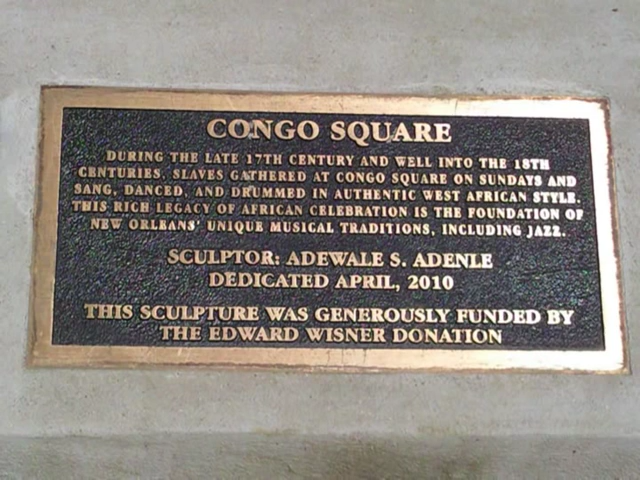 CONGO SQUARE
DURING THE LATE 17TH CENTURY AND WELL INTO THE 18TH
CENTURIES, SLAVES GATHERED AT CONGO SQUARE ON SUNDAYS AND
SANG, DANCED, AND DRUMMED IN AUTHENTIC WEST AFRICAN STYLE.
THIS RICH LEGACY OF AFRICAN CELEBRATION IS THE FOUNDATION OF
NEW ORLEANS' UNIQUE MUSICAL TRADITIONS, INCLUDING JAZZ.
SCULPTOR: ADEWALE S. ADENLE
DEDICATED APRIL, 2010
THIS SCULPTURE WAS GENEROUSLY FUNDED BY
THE EDWARD WISNER DONATION